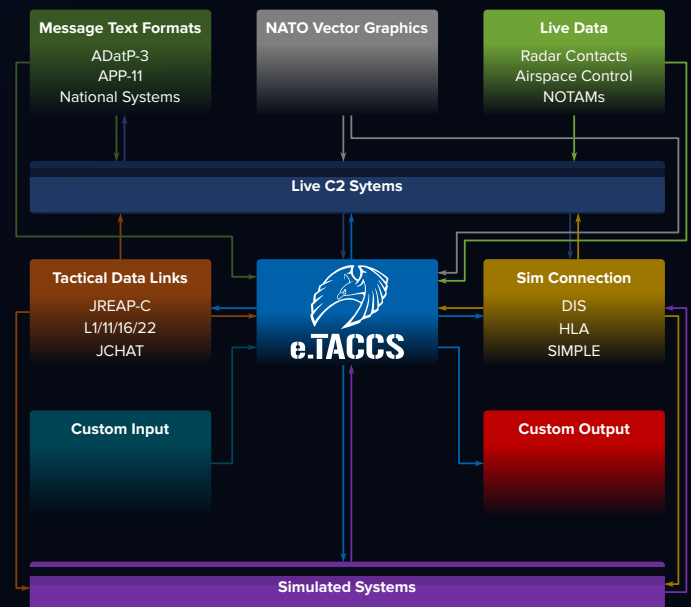 Message Text Formats
ADatP-3
APP-11
National Systems
NATO Vector Graphics
Live Data
Radar Contacts
Airspace Control
NOTAMs
Live C2 Sytems
Tactical Data Links
JREAP-C
L1/11/16/22
JCHAT
e.TACCS
Sim Connection
DIS
HLA
SIMPLE
Custom Input
Custom Output
Simulated Systems